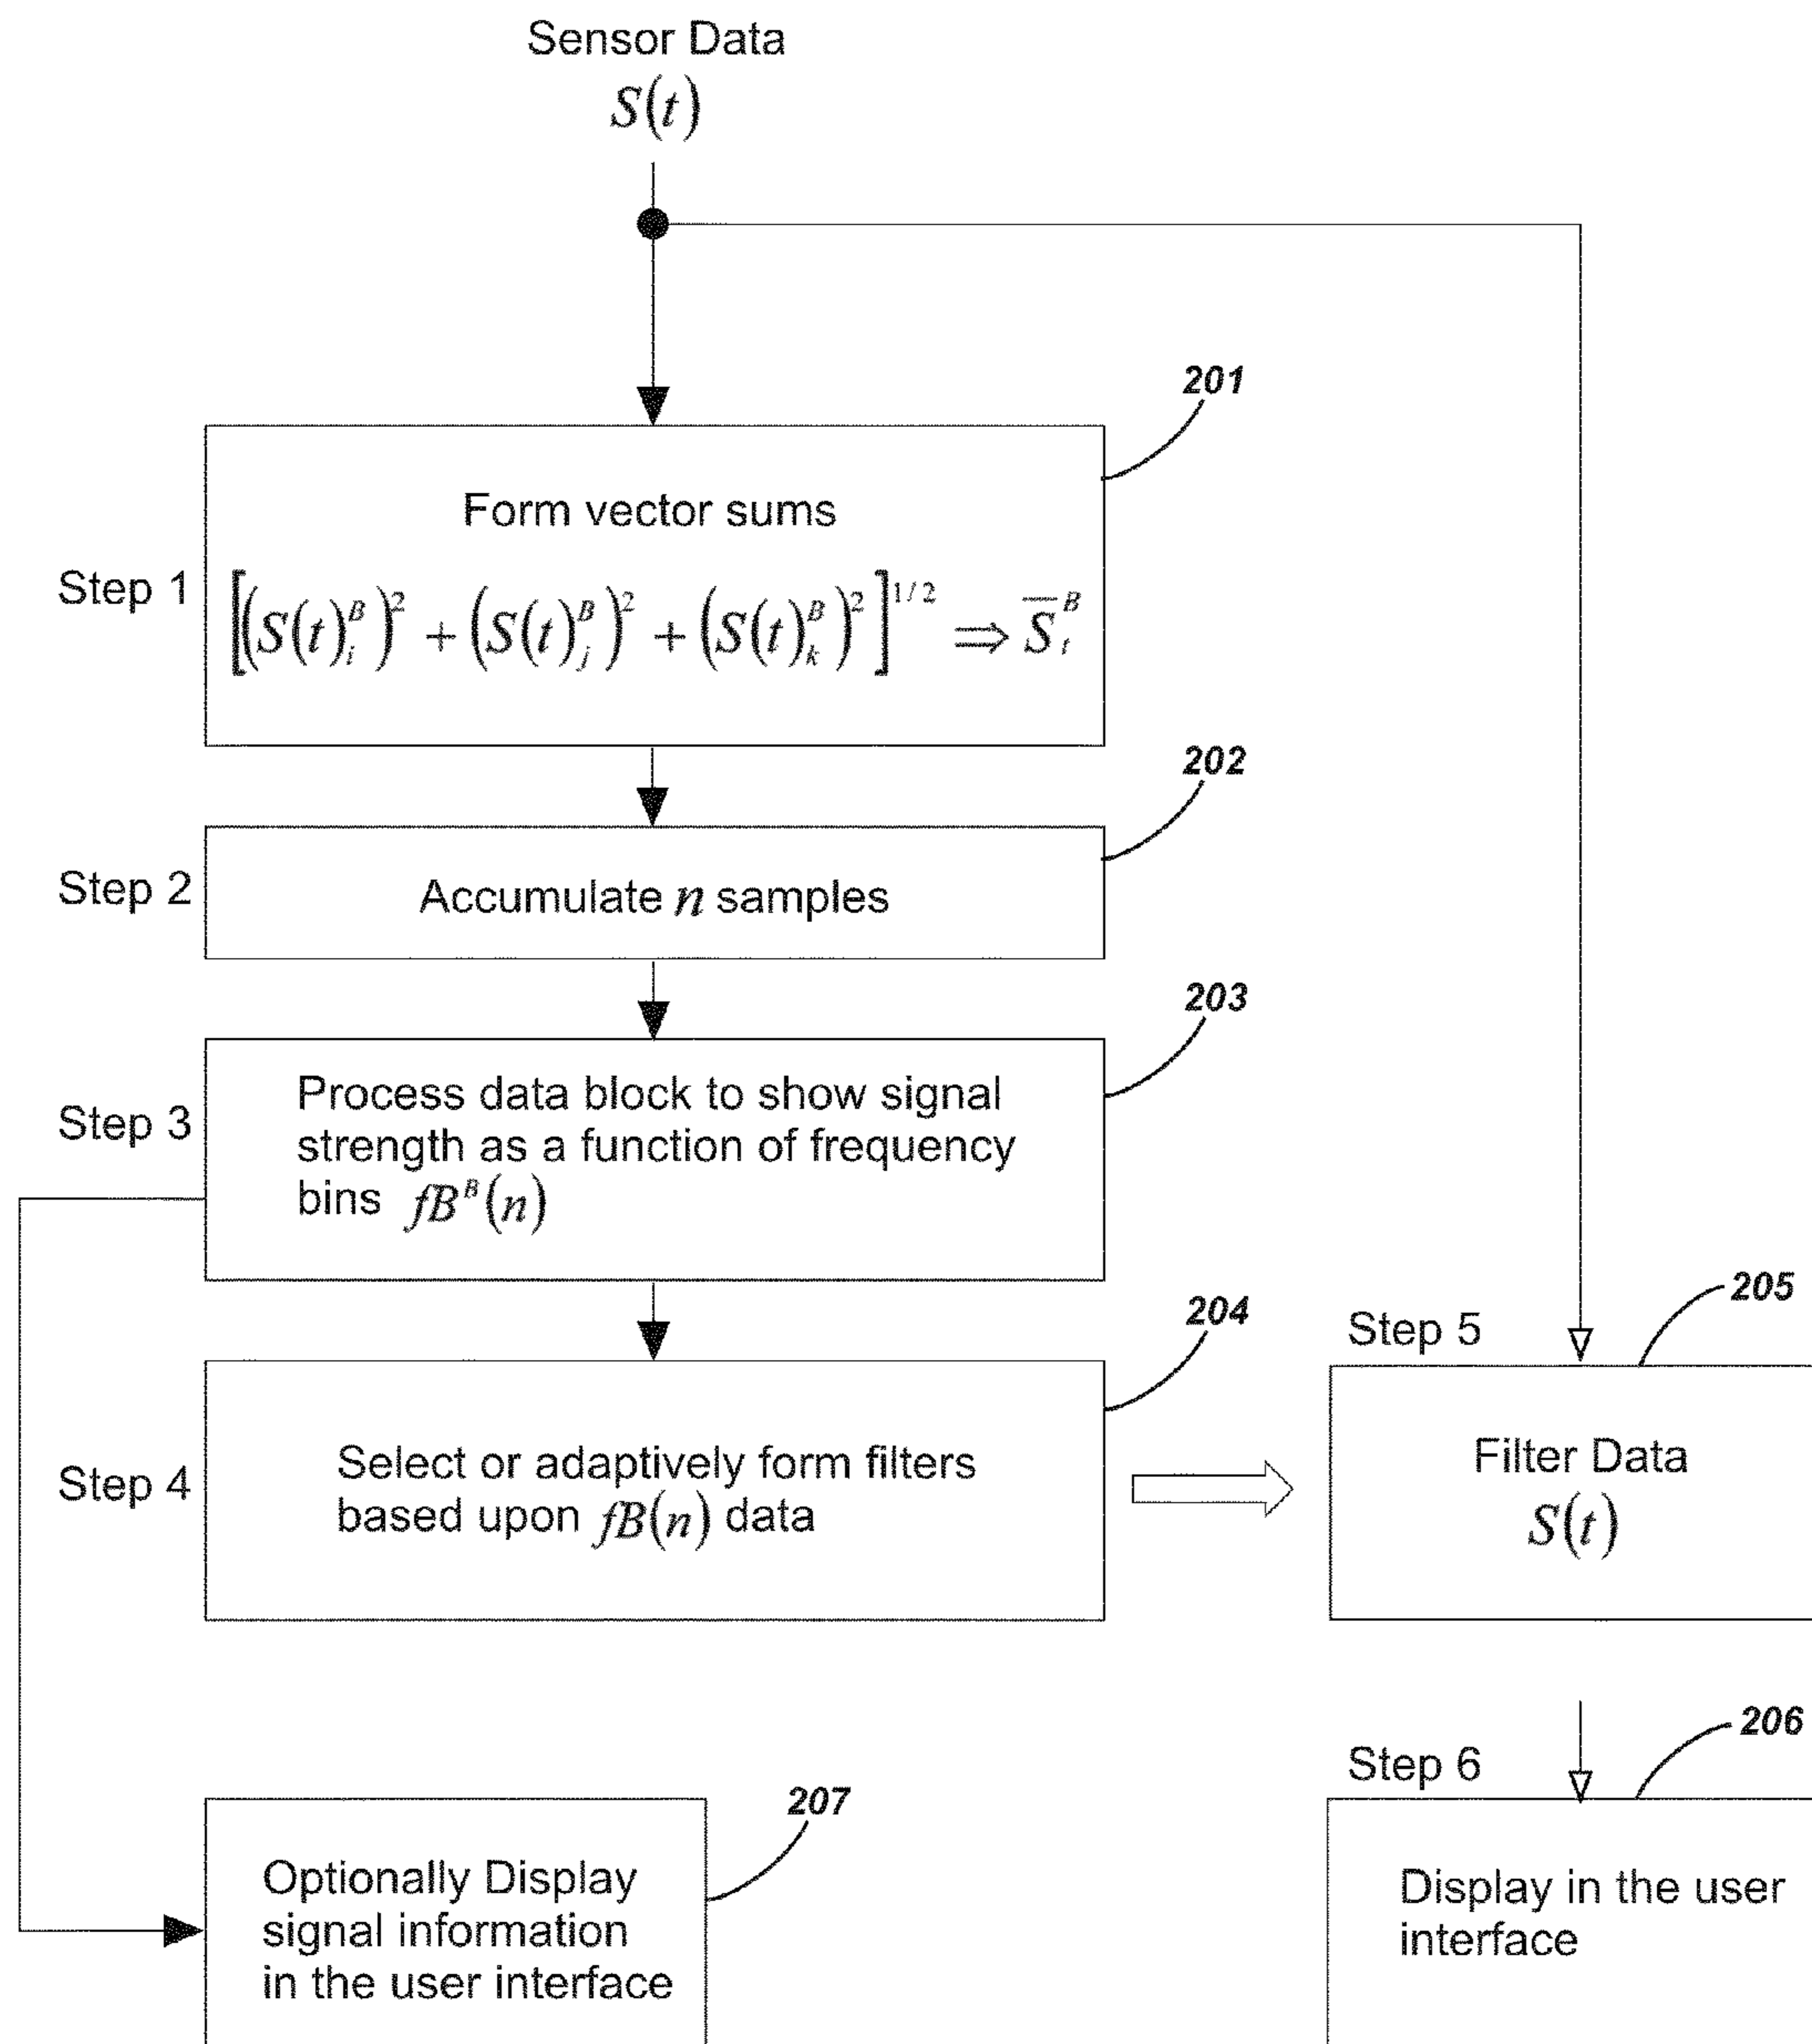 Sensor Data
S(t)
201
Form vector sums
Step 1
[(S(t)_i^B)^2 + (S(t)_j^B)^2 + (S(t)_k^B)^2]^{1/2} ⇒ \overline{S}_t^B
202
Step 2
Accumulate n samples
203
Step 3
Process data block to show signal
strength as a function of frequency
bins fB^B(n)
204
Step 4
Select or adaptively form filters
based upon fB(n) data
205
Step 5
Filter Data
S(t)
206
Step 6
Display in the user
interface
207
Optionally Display
signal information
in the user interface